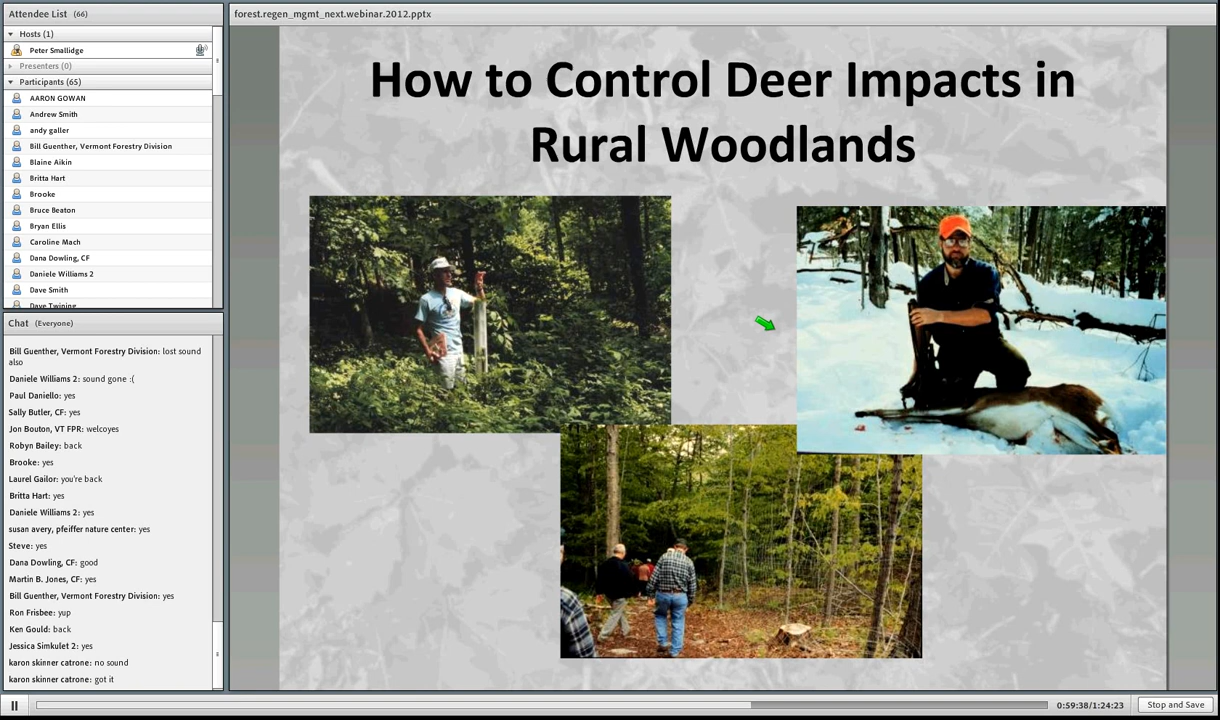 Attendee List (66)
Hosts (1)
Peter Smallidge
Presenters (0)
Participants (65)
AARON GOWAN
Andrew Smith
andy galler
Bill Guenther, Vermont Forestry Division
Blaine Aikin
Britta Hart
Brooke
Bruce Beaton
Bryan Ellis
Caroline Mach
Dana Dowling, CF
Daniele Williams 2
Dave Smith
Dave Twining
Chat (Everyone)
Bill Guenther, Vermont Forestry Division: lost sound
also
Daniele Williams 2: sound gone :(
Paul Daniello: yes
Sally Butler, CF: yes
Jon Bouton, VT FPR: welcoyes
Robyn Bailey: back
Brooke: yes
Laurel Gailor: you're back
Britta Hart: yes
Daniele Williams 2: yes
susan avery, pfeiffer nature center: yes
Steve: yes
Dana Dowling, CF: good
Martin B. Jones, CF: yes
Bill Guenther, Vermont Forestry Division: yes
Ron Frisbee: yup
Ken Gould: back
Jessica Simkulet 2: yes
karon skinner catrone: no sound
karon skinner catrone: got it
forest.regen_mgmt_next.webinar.2012.pptx
How to Control Deer Impacts in
Rural Woodlands
0:59:38/1:24:23
Stop and Save